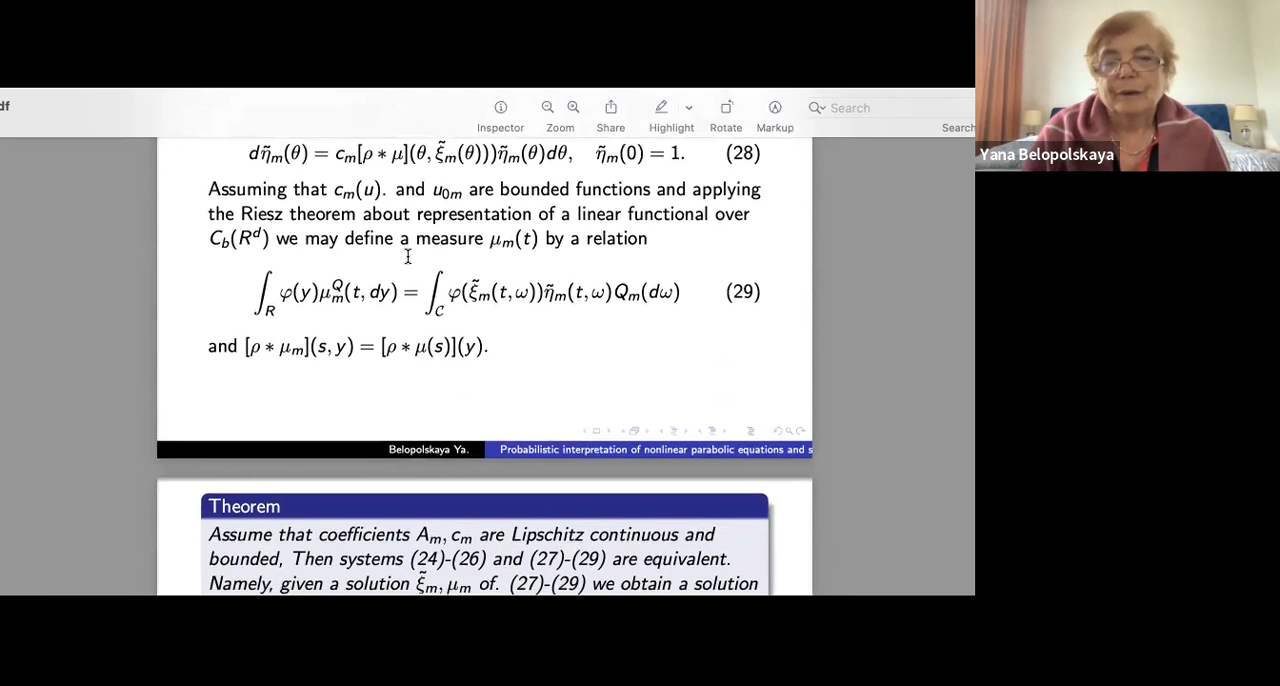 df
Search
Inspector Zoom Share Highlight Rotate Markup Search
dη̃ₘ(θ) = cₘ[ρ ∗ μ](θ, ξ̃ₘ(θ)))η̃ₘ(θ)dθ, η̃ₘ(0) = 1. (28)
Assuming that cₘ(u). and u₀ₘ are bounded functions and applying
the Riesz theorem about representation of a linear functional over
C_b(R^d) we may define a measure μₘ(t) by a relation
∫_R φ(y)μₘ^Q(t, dy) = ∫_C φ(ξ̃ₘ(t, ω))η̃ₘ(t, ω)Qₘ(dω) (29)
and [ρ ∗ μₘ](s, y) = [ρ ∗ μ(s)](y).
Belopolskaya Ya. Probabilistic interpretation of nonlinear parabolic equations and s
Theorem
Assume that coefficients Aₘ, cₘ are Lipschitz continuous and
bounded, Then systems (24)-(26) and (27)-(29) are equivalent.
Namely, given a solution ξ̃ₘ, μₘ of. (27)-(29) we obtain a solution
Yana Belopolskaya